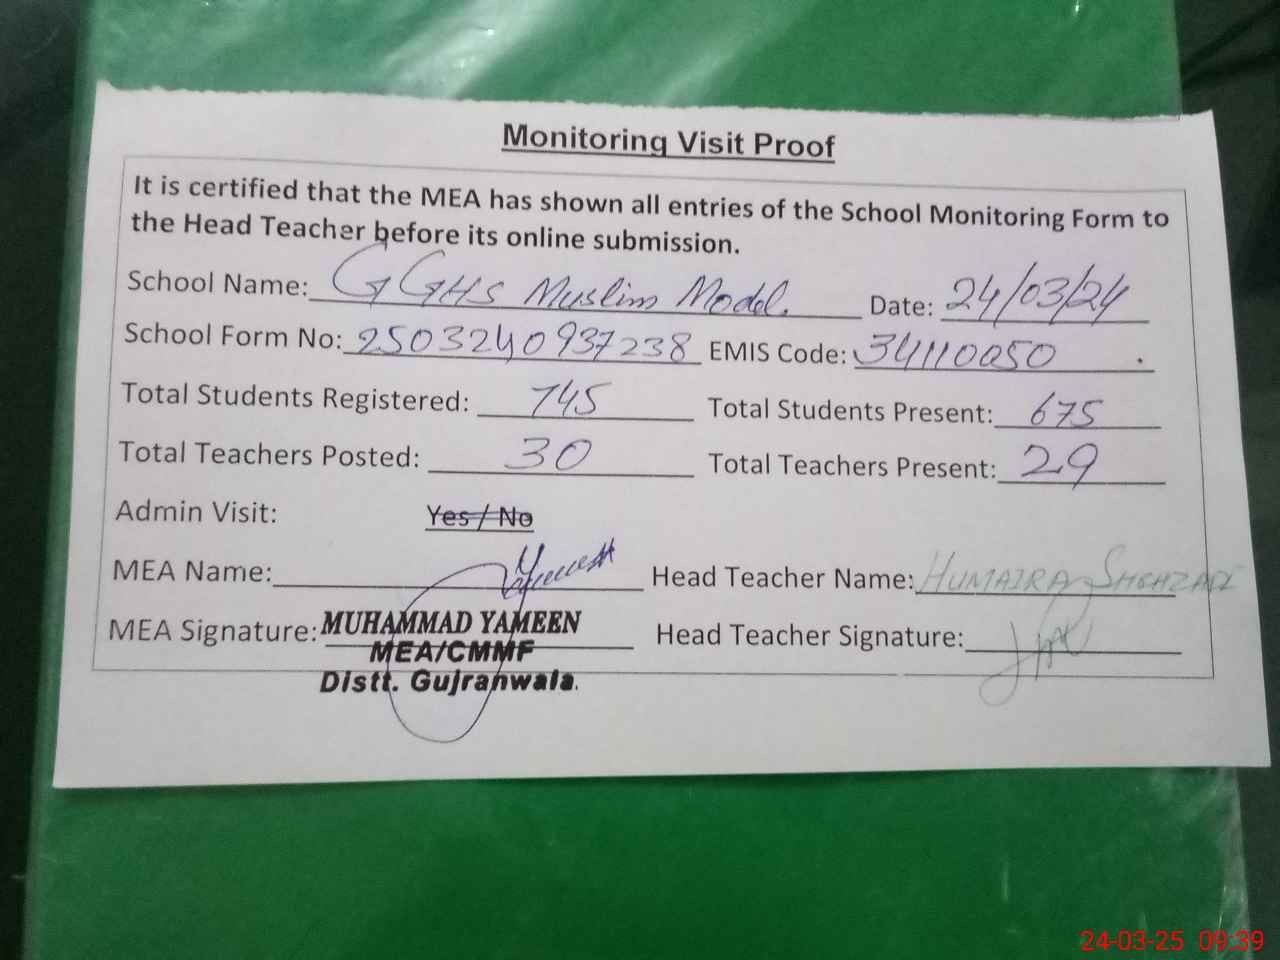 Monitoring Visit Proof
It is certified that the MEA has shown all entries of the School Monitoring Form to
the Head Teacher before its online submission.
School Name: GGHS Muslim Model. Date: 24/03/24
School Form No: 2503240937238 EMIS Code: 34110050
Total Students Registered: 745 Total Students Present: 675
Total Teachers Posted: 30 Total Teachers Present: 29
Admin Visit: Yes / No
MEA Name: Head Teacher Name: HUMAIRA SHEHZADI
MEA Signature: MUHAMMAD YAMEEN Head Teacher Signature:
MEA/CMMF
Distt. Gujranwala.
24-03-25 09:39